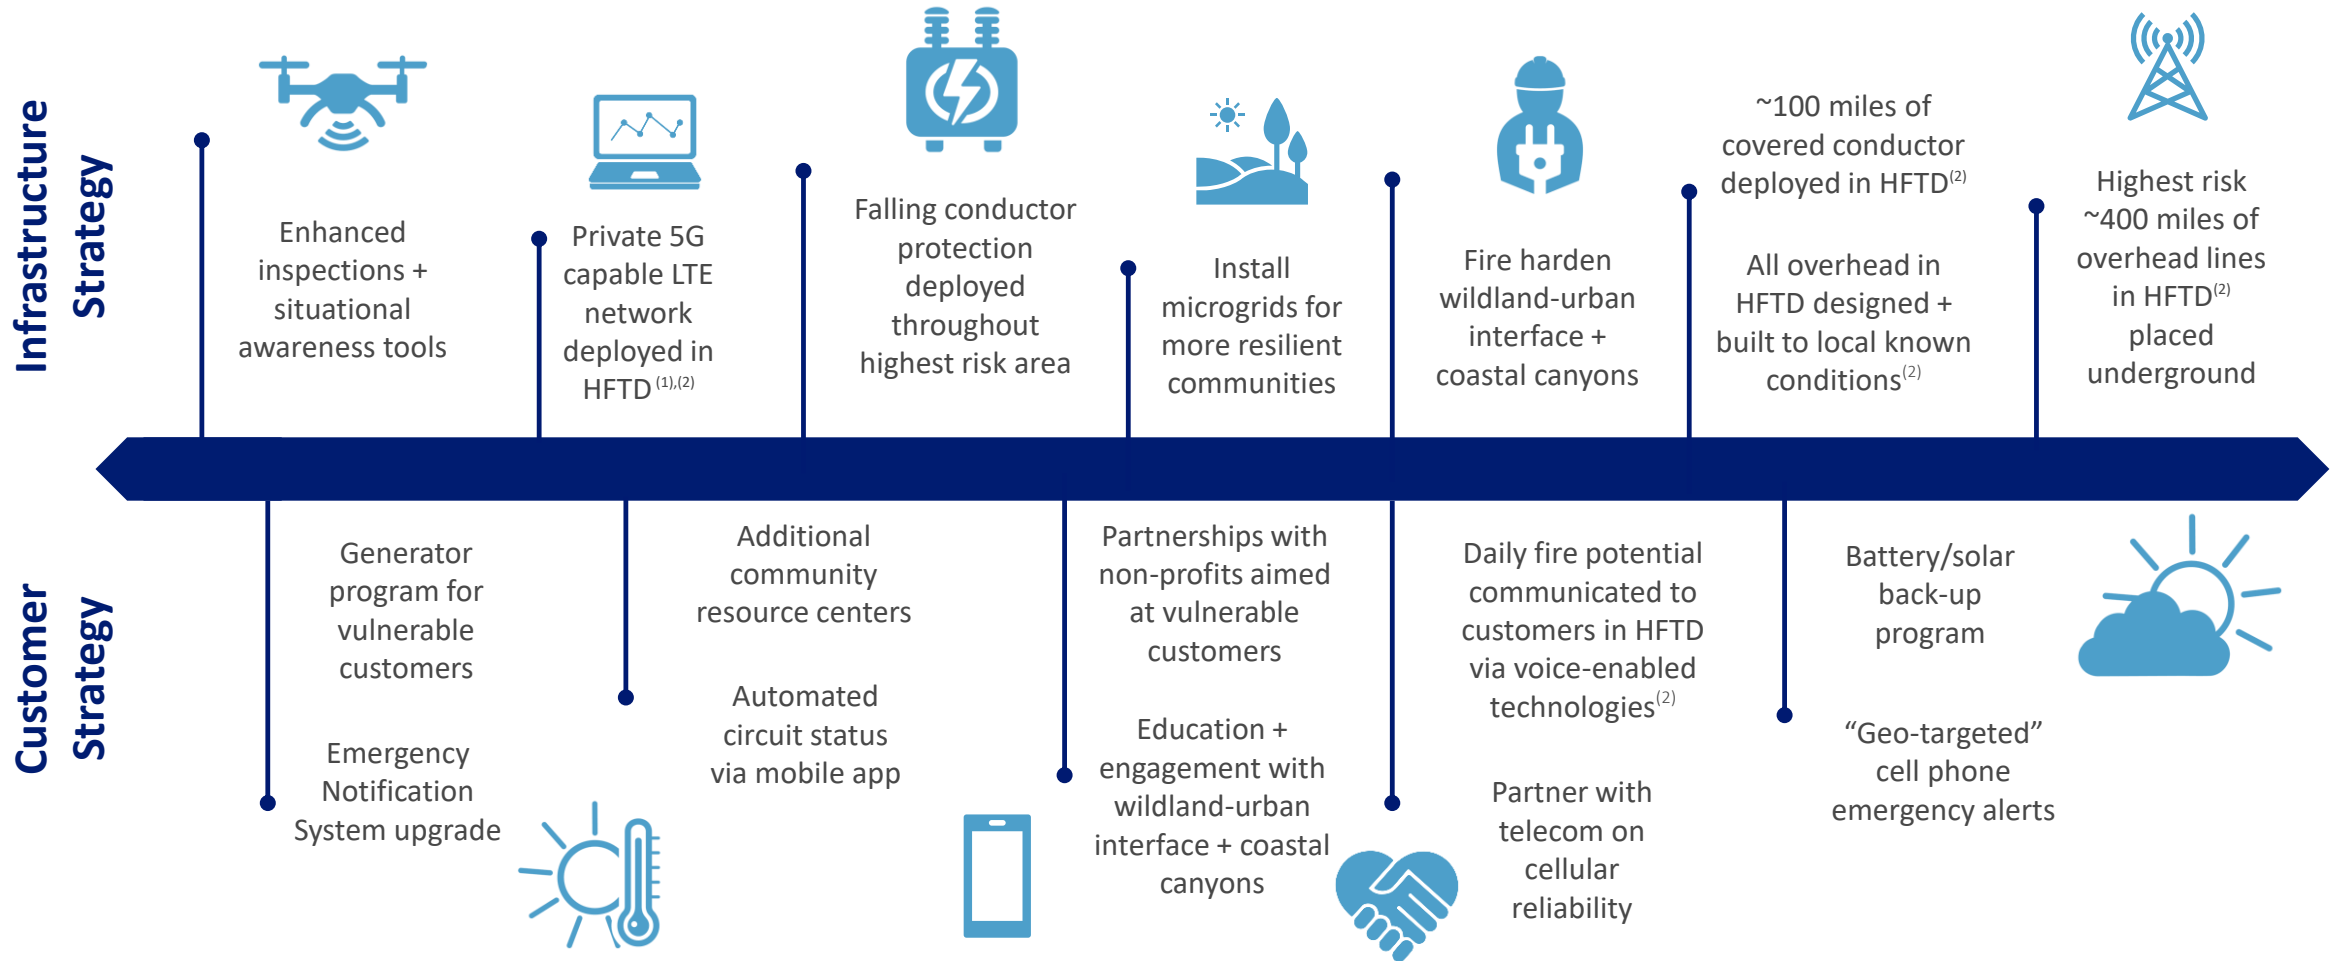 Infrastructure
Strategy
Enhanced
inspections +
situational
awareness tools
Private 5G
capable LTE
network
deployed in
HFTD (1),(2)
Falling conductor
protection
deployed
throughout
highest risk area
Install
microgrids for
more resilient
communities
Fire harden
wildland-urban
interface +
coastal canyons
~100 miles of
covered conductor
deployed in HFTD(2)
All overhead in
HFTD designed +
built to local known
conditions(2)
Highest risk
~400 miles of
overhead lines
in HFTD(2)
placed
underground
Customer
Strategy
Generator
program for
vulnerable
customers
Emergency
Notification
System upgrade
Additional
community
resource centers
Automated
circuit status
via mobile app
Partnerships with
non-profits aimed
at vulnerable
customers
Education +
engagement with
wildland-urban
interface + coastal
canyons
Daily fire potential
communicated to
customers in HFTD
via voice-enabled
technologies(2)
Partner with
telecom on
cellular
reliability
Battery/solar
back-up
program
“Geo-targeted”
cell phone
emergency alerts